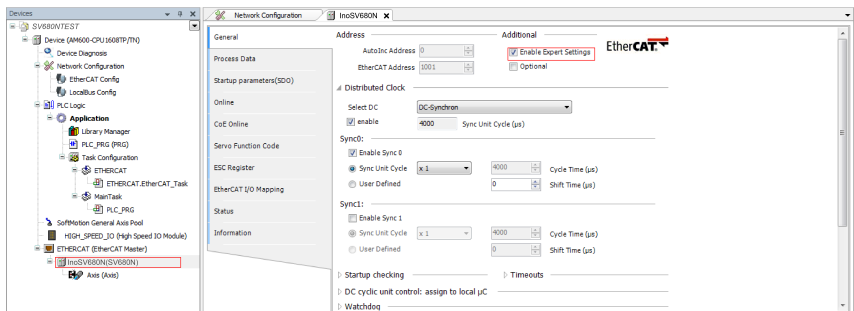 Devices
SV680NTEST
Device (AM600-CPU1608TP/TN)
Device Diagnosis
Network Configuration
EtherCAT Config
LocalBus Config
PLC Logic
Application
Library Manager
PLC_PRG (PRG)
Task Configuration
ETHERCAT
ETHERCAT.EtherCAT_Task
MainTask
PLC_PRG
SoftMotion General Axis Pool
HIGH_SPEED_IO (High Speed IO Module)
ETHERCAT (EtherCAT Master)
InoSV680N(SV680N)
Axis (Axis)
Network Configuration
InoSV680N
General
Process Data
Startup parameters(SDO)
Online
CoE Online
Servo Function Code
ESC Register
EtherCAT I/O Mapping
Status
Information
Address
AutoInc Address 0
EtherCAT Address 1001
Additional
Enable Expert Settings
Optional
EtherCAT.
Distributed Clock
Select DC DC-Synchron
enable 4000 Sync Unit Cycle (µs)
Sync0:
Enable Sync 0
Sync Unit Cycle x 1 4000 Cycle Time (µs)
User Defined 0 Shift Time (µs)
Sync1:
Enable Sync 1
Sync Unit Cycle x 1 4000 Cycle Time (µs)
User Defined 0 Shift Time (µs)
Startup checking Timeouts
DC cyclic unit control: assign to local µC
Watchdog